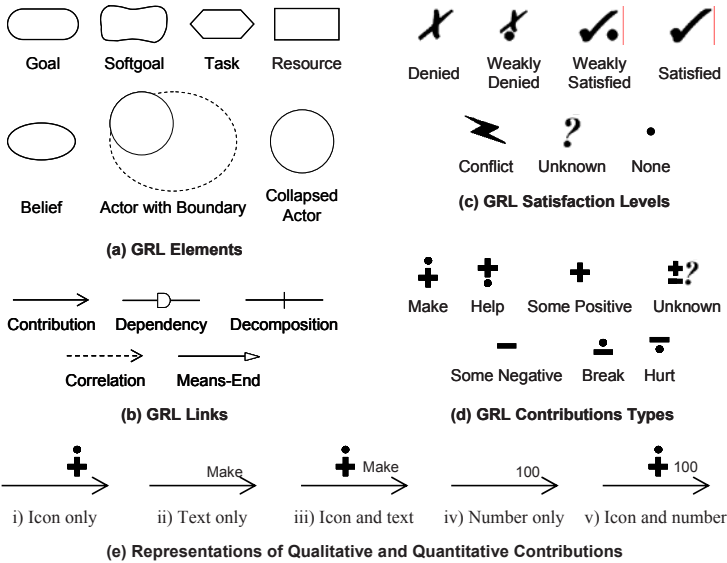 Goal Softgoal Task Resource
Belief Actor with Boundary Collapsed
Actor
(a) GRL Elements
Contribution Dependency Decomposition
Correlation Means-End
(b) GRL Links
Denied Weakly
Denied Weakly
Satisfied Satisfied
?
Conflict Unknown None
(c) GRL Satisfaction Levels
?
Make Help Some Positive Unknown
Some Negative Break Hurt
(d) GRL Contributions Types
Make Make 100 100
i) Icon only ii) Text only iii) Icon and text iv) Number only v) Icon and number
(e) Representations of Qualitative and Quantitative Contributions